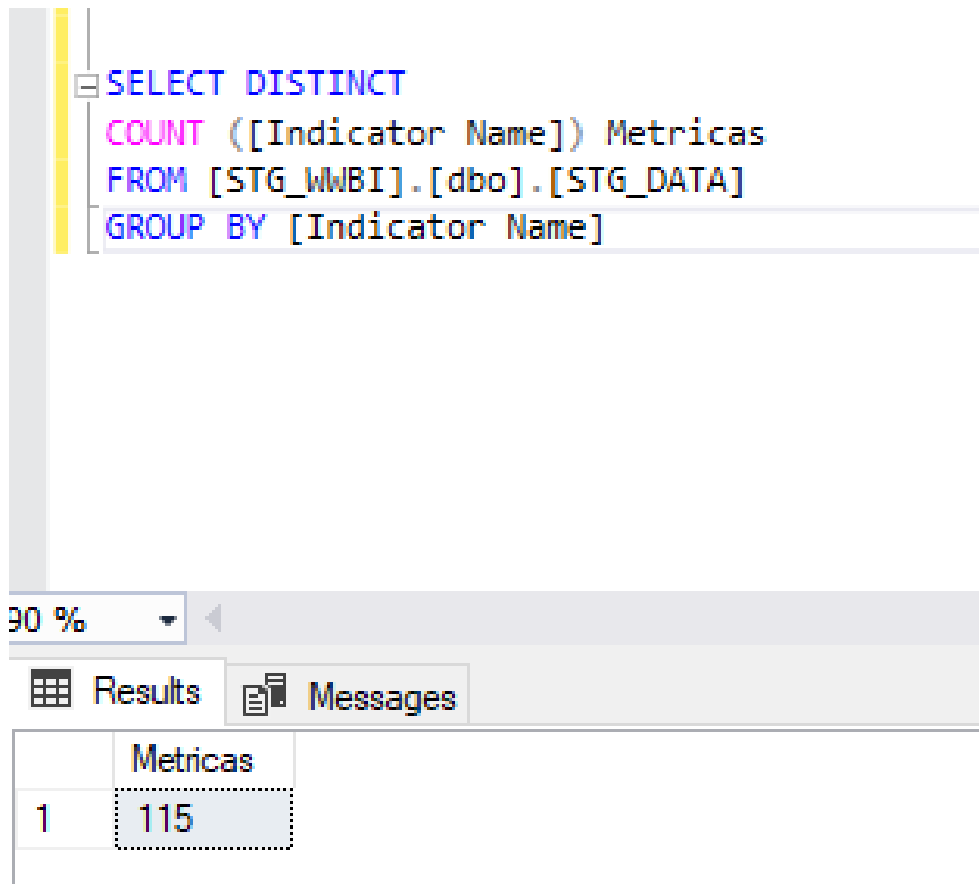 SELECT DISTINCT
COUNT ([Indicator Name]) Metricas
FROM [STG_WWBI].[dbo].[STG_DATA]
GROUP BY [Indicator Name]
90 %
Results Messages
Metricas
1 115